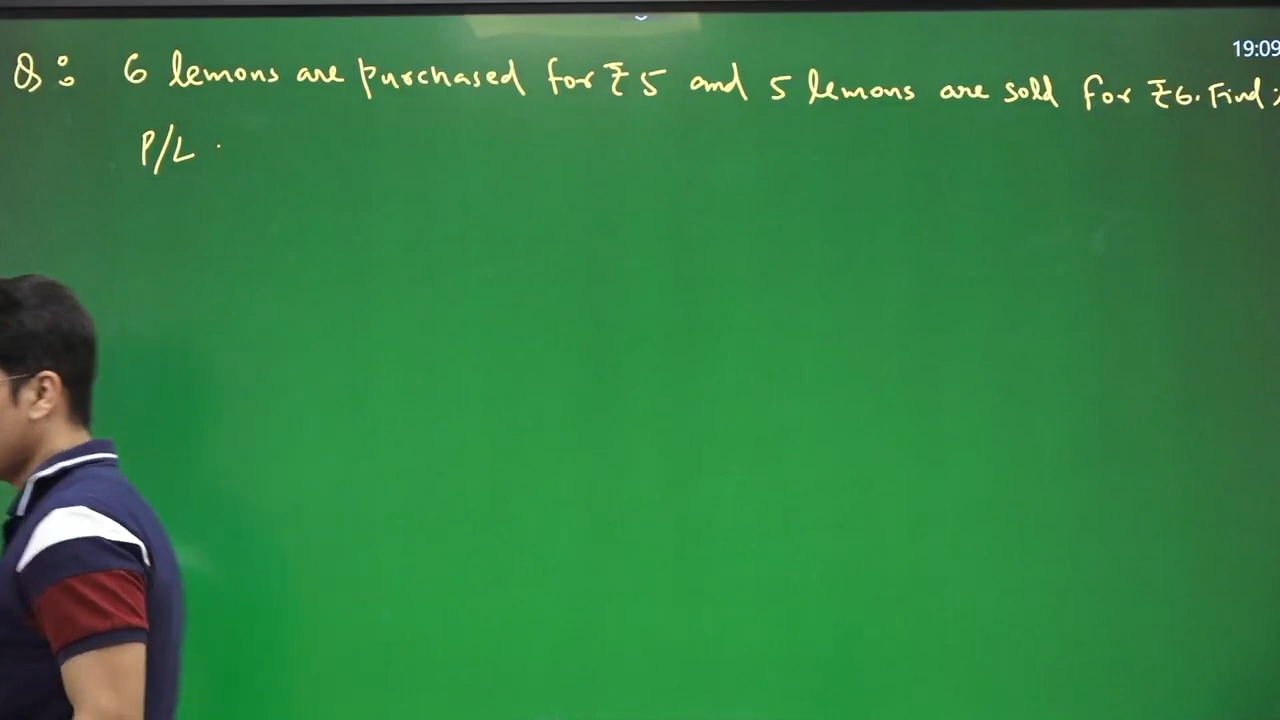 19:09
Q: 6 lemons are purchased for ₹5 and 5 lemons are sold for ₹6. Find :
P/L.